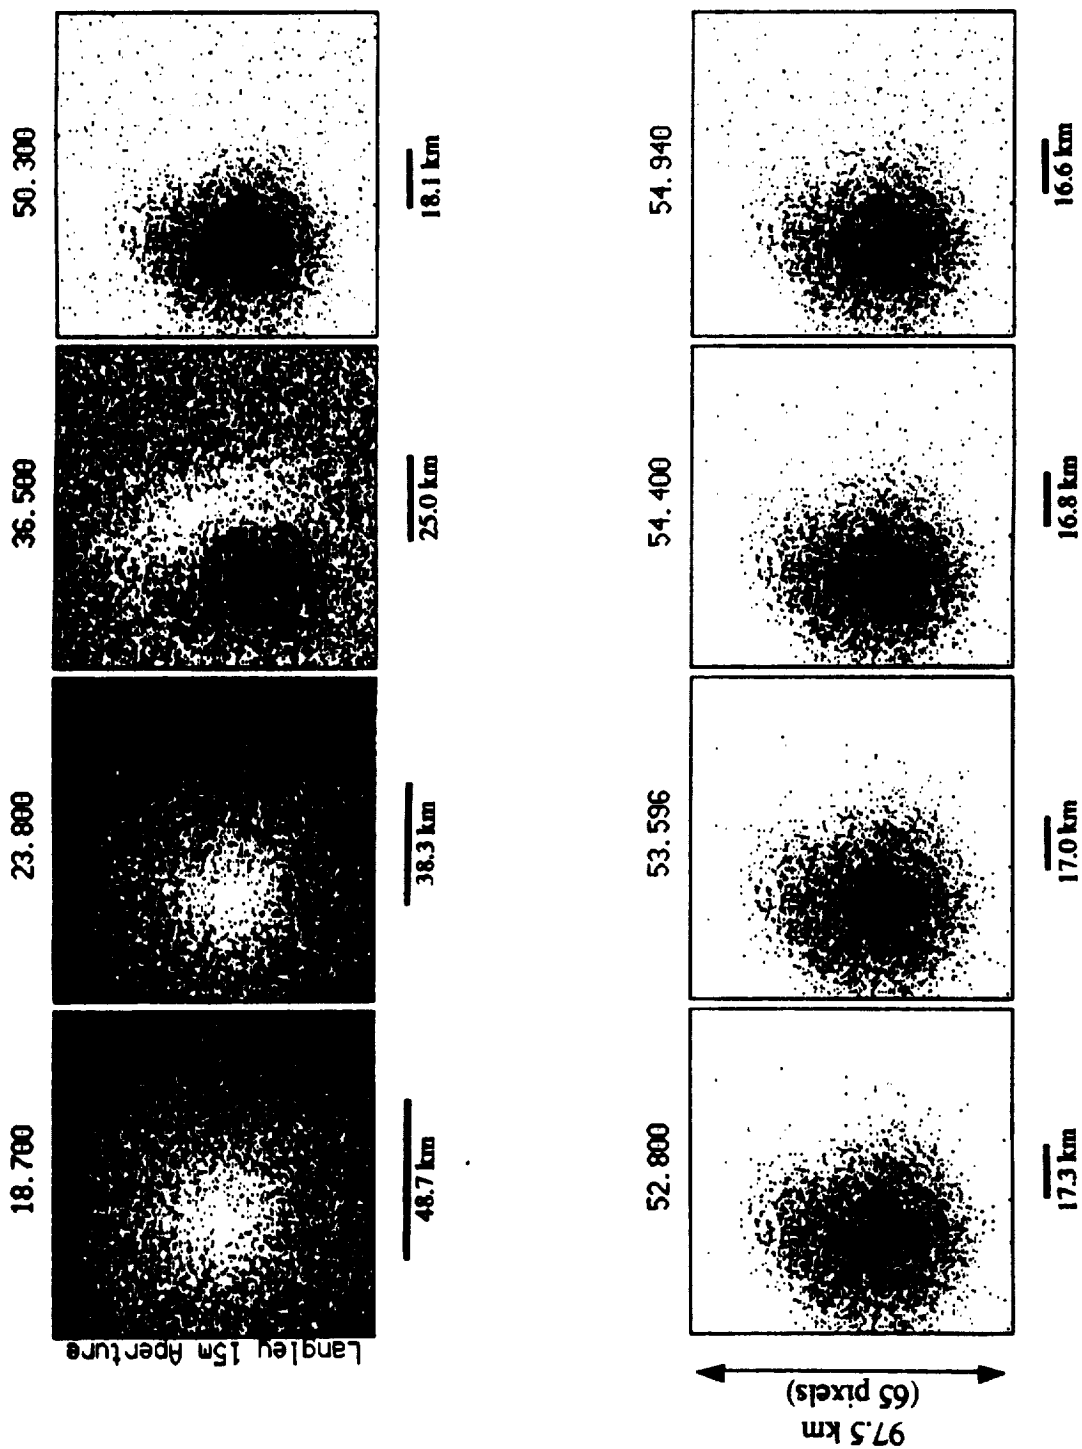 Langley 15m Aperture
18.700
23.800
36.500
50.300
48.7 km
38.3 km
25.0 km
18.1 km
97.5 km
(65 pixels)
52.800
53.596
54.400
54.940
17.3 km
17.0 km
16.8 km
16.6 km